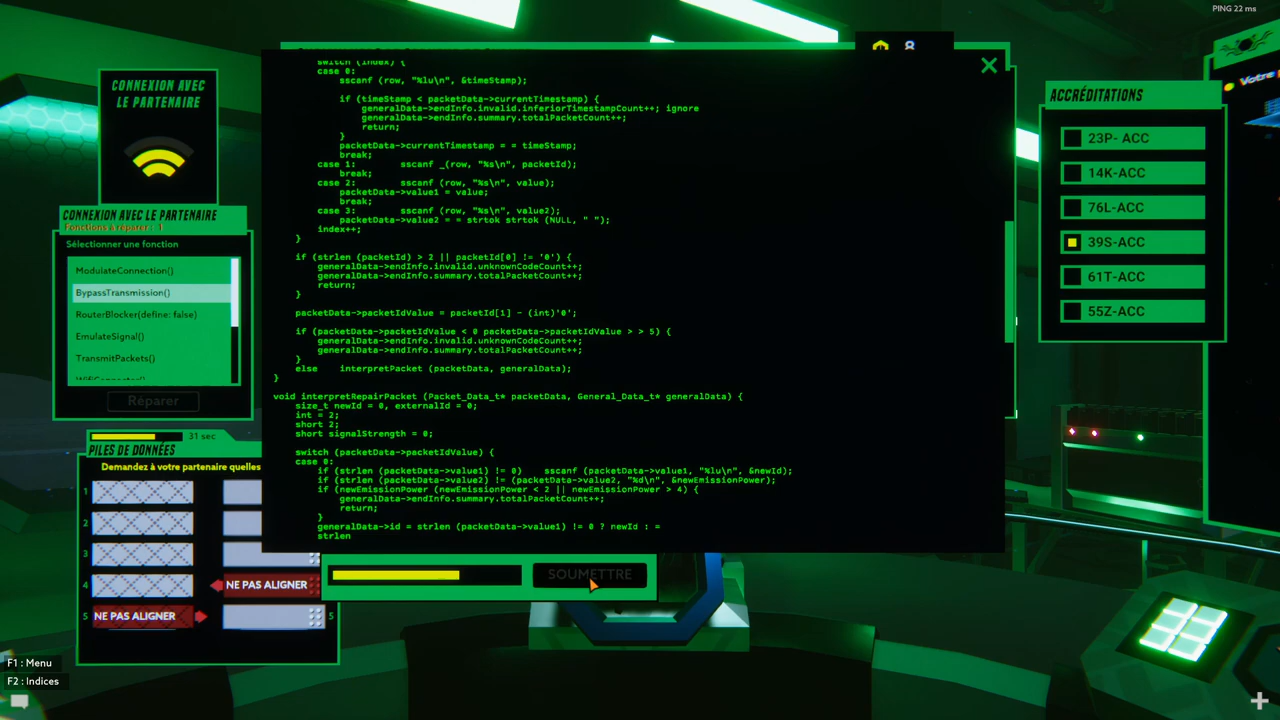 PING 22 ms
8
CONNEXION AVEC
LE PARTENAIRE
CONNEXION AVEC LE PARTENAIRE
Fonctions à réparer : 1
Sélectionner une fonction
ModulateConnection()
BypassTransmission()
RouterBlocker(define: false)
EmulateSignal()
TransmitPackets()
Réparer
31 sec
PILES DE DONNÉES
Demandez à votre partenaire quelles
1
2
3
4 NE PAS ALIGNER
5 NE PAS ALIGNER 5
switch (index) {
case 0:
sscanf (row, "%lu\n", &timeStamp);
if (timeStamp < packetData->currentTimestamp) {
generalData->endInfo.invalid.inferiorTimestampCount++; ignore
generalData->endInfo.summary.totalPacketCount++;
return;
}
packetData->currentTimestamp = = timeStamp;
break;
case 1: sscanf _(row, "%s\n", packetId);
break;
case 2: sscanf (row, "%s\n", value);
packetData->value1 = value;
break;
case 3: sscanf (row, "%s\n", value2);
packetData->value2 = = strtok strtok (NULL, " ");
index++;
}
if (strlen (packetId) > 2 || packetId[0] != '0') {
generalData->endInfo.invalid.unknownCodeCount++;
generalData->endInfo.summary.totalPacketCount++;
return;
}
packetData->packetIdValue = packetId[1] - (int)'0';
if (packetData->packetIdValue < 0 packetData->packetIdValue > > 5) {
generalData->endInfo.invalid.unknownCodeCount++;
generalData->endInfo.summary.totalPacketCount++;
}
else interpretPacket (packetData, generalData);
}
void interpretRepairPacket (Packet_Data_t* packetData, General_Data_t* generalData) {
size_t newId = 0, externalId = 0;
int = 2;
short 2;
short signalStrength = 0;
switch (packetData->packetIdValue) {
case 0:
if (strlen (packetData->value1) != 0) sscanf (packetData->value1, "%lu\n", &newId);
if (strlen (packetData->value2) != (packetData->value2, "%d\n", &newEmissionPower);
if (newEmissionPower (newEmissionPower < 2 || newEmissionPower > 4) {
generalData->endInfo.summary.totalPacketCount++;
return;
}
generalData->id = strlen (packetData->value1) != 0 ? newId : =
strlen
SOUMETTRE
ACCRÉDITATIONS
23P- ACC
14K-ACC
76L-ACC
39S-ACC
61T-ACC
55Z-ACC
Votre
F1 : Menu
F2 : Indices